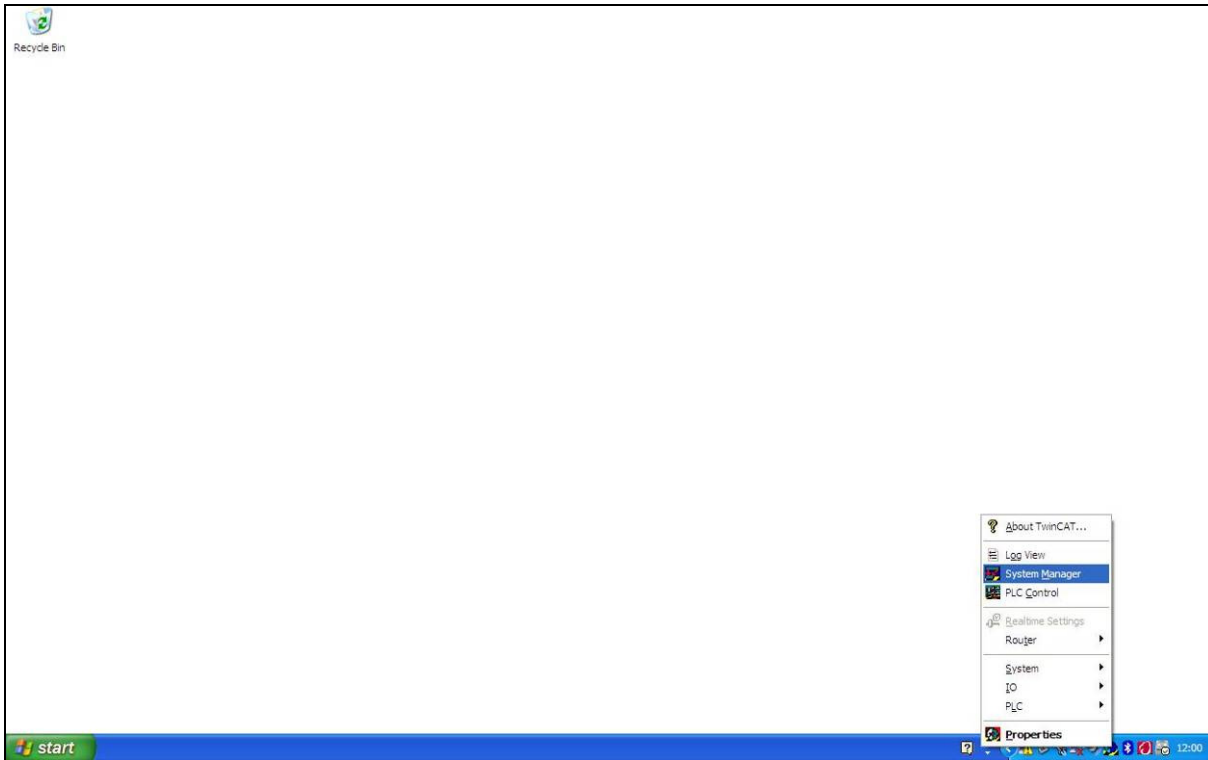 Recycle Bin
About TwinCAT...
Log View
System Manager
PLC Control
Realtime Settings
Router
System
IO
PLC
Properties
start
12:00